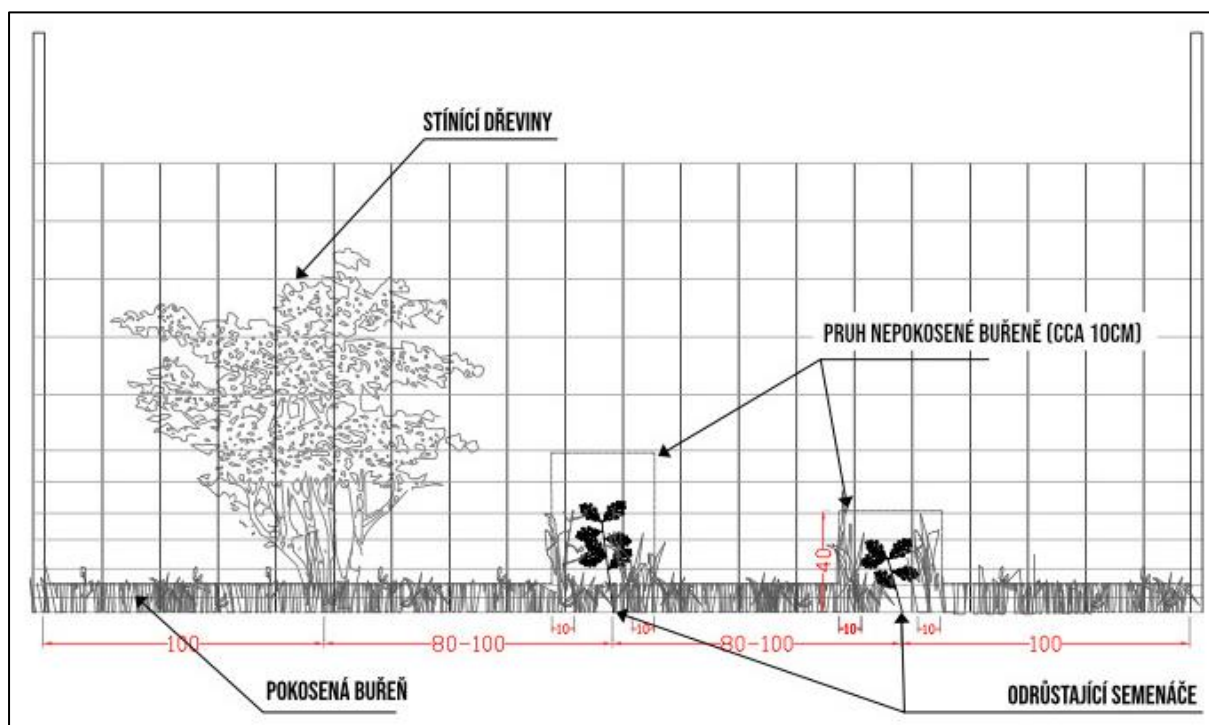 STÍNÍCÍ DŘEVINY
PRUH NEPOKOSENÉ BUŘENĚ (CCA 10CM)
40
10 10 10 10
100 80-100 80-100 100
POKOSENÁ BUŘEŇ
ODRŮSTAJÍCÍ SEMENÁČE